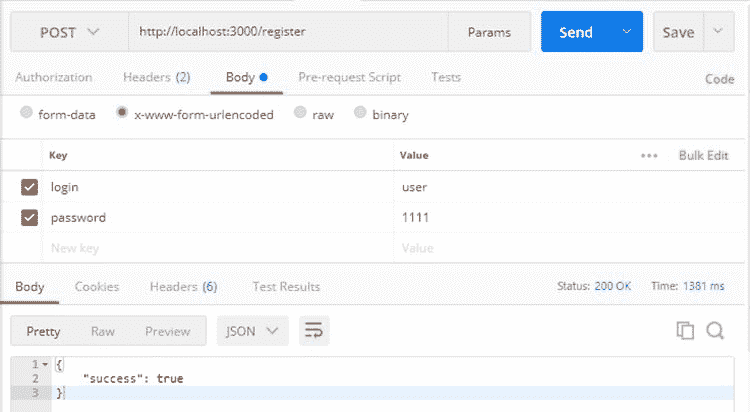 POST http://localhost:3000/register Params Send Save
Authorization Headers (2) Body Pre-request Script Tests Code
form-data x-www-form-urlencoded raw binary
Key Value Bulk Edit
login user
password 1111
New key Value
Body Cookies Headers (6) Test Results Status: 200 OK Time: 1381 ms
Pretty Raw Preview JSON
1 {
2 "success": true
3 }